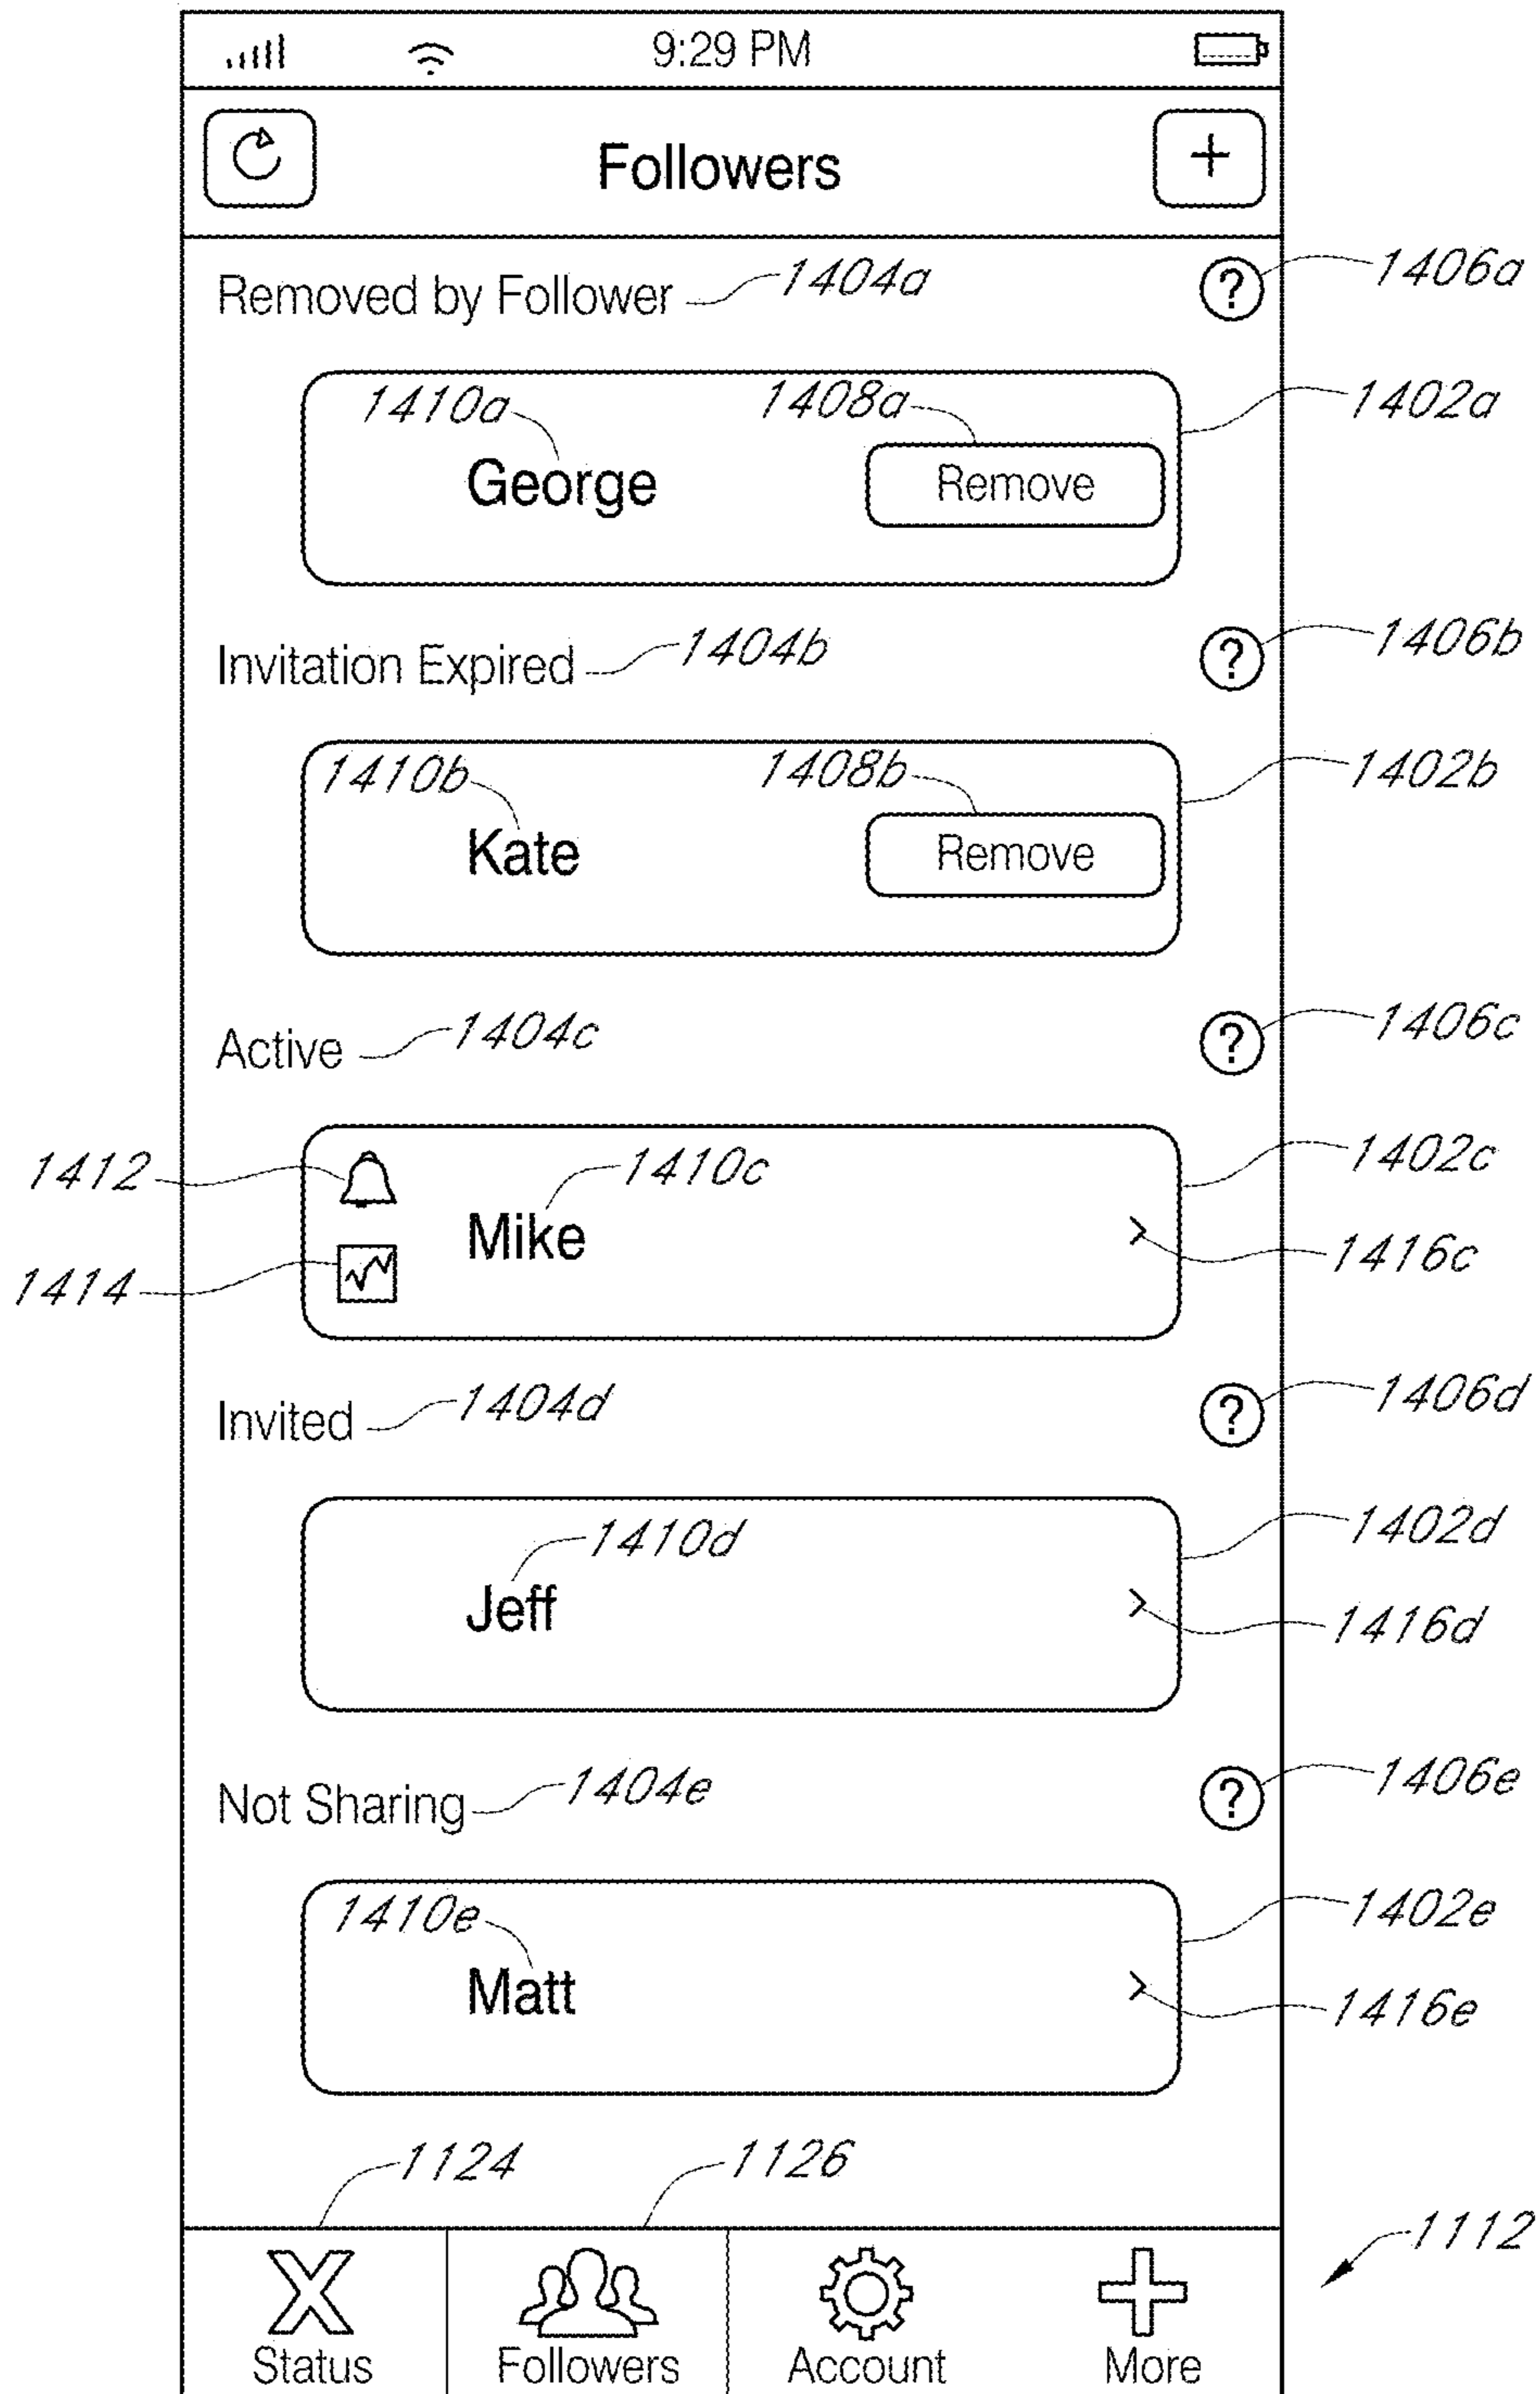 9:29 PM
Followers +
Removed by Follower 1404a ? 1406a
1410a 1408a 1402a
George Remove
Invitation Expired 1404b ? 1406b
1410b 1408b 1402b
Kate Remove
Active 1404c ? 1406c
1412 1410c 1402c
Mike > 1416c
1414
Invited 1404d ? 1406d
1410d 1402d
Jeff > 1416d
Not Sharing 1404e ? 1406e
1410e 1402e
Matt > 1416e
1124 1126
1112
X
Status Followers Account More